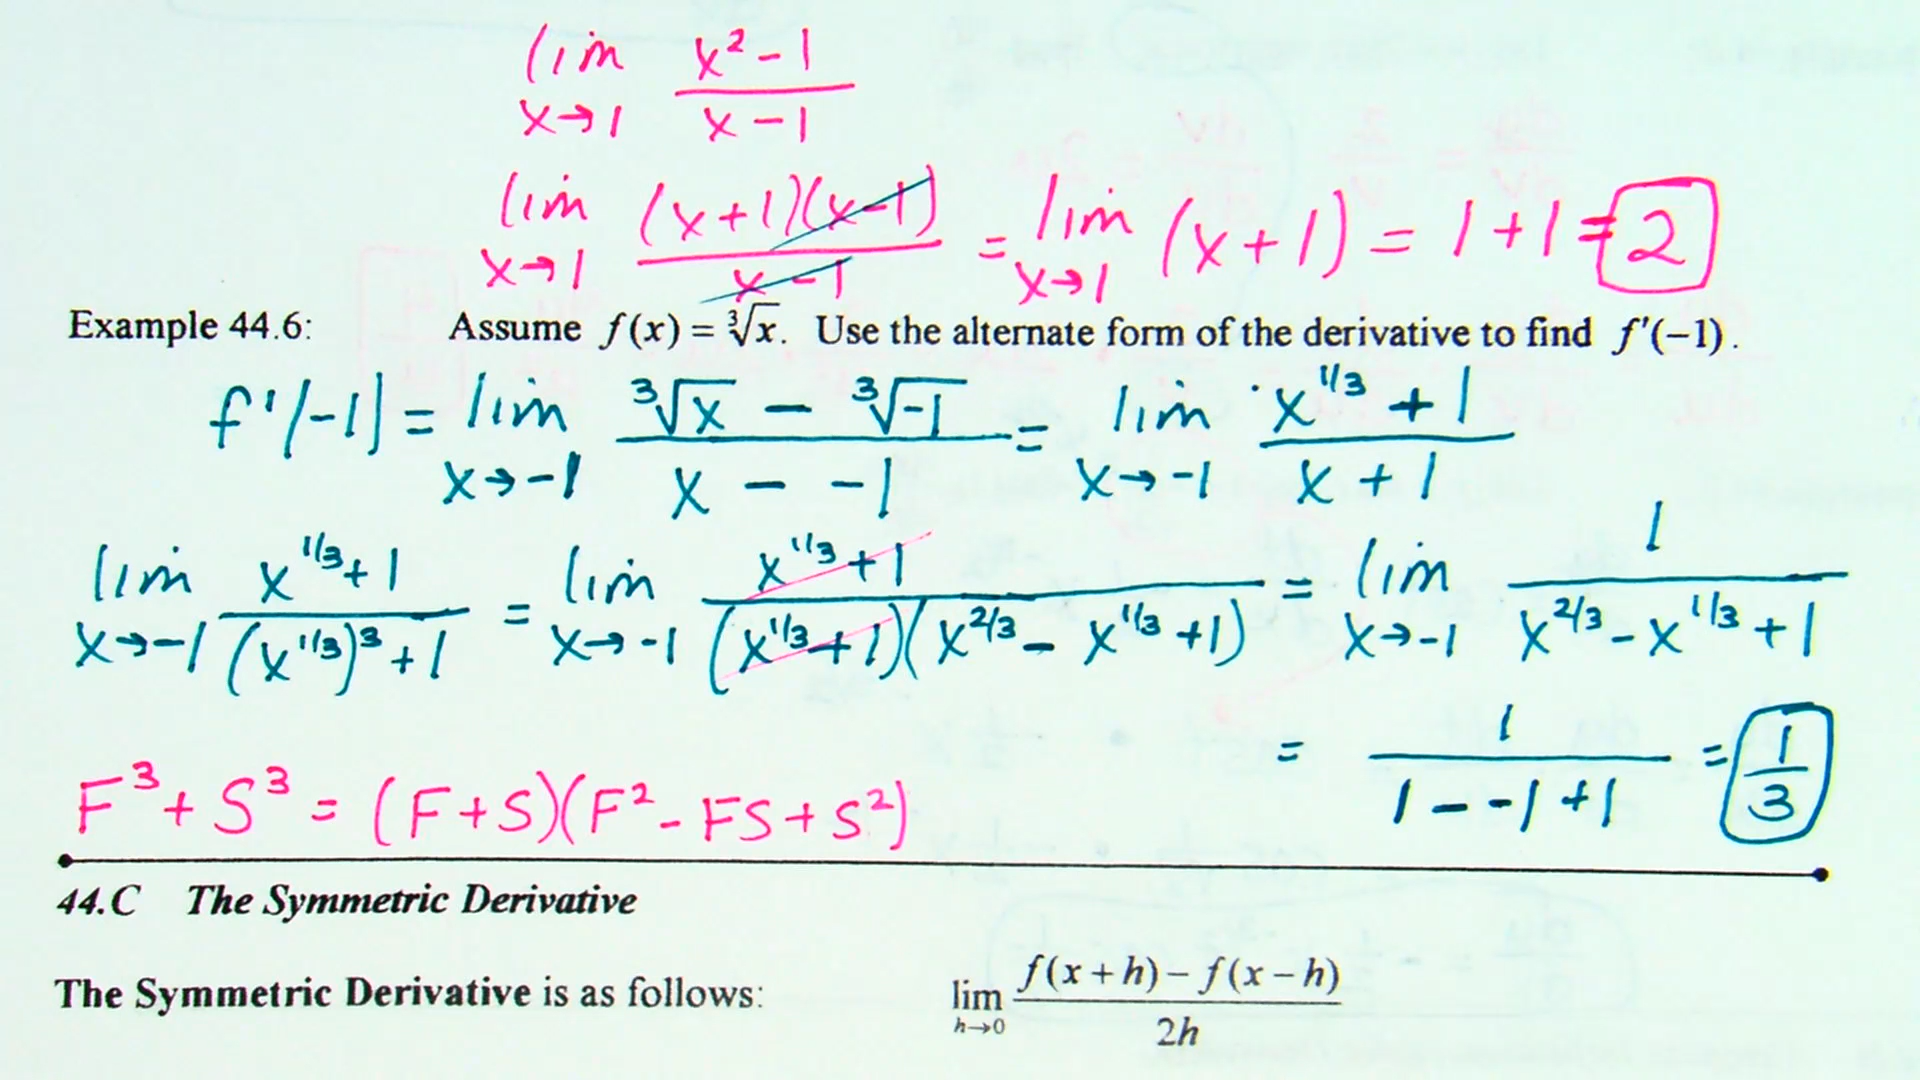 lim x→1 x² - 1 / x - 1
lim x→1 (x+1)(x-1) / x-1 = lim x→1 (x+1) = 1+1 = 2
Example 44.6: Assume f(x) = ∛x. Use the alternate form of the derivative to find f'(−1).
f'(-1) = lim x→-1 ∛x - ∛-1 / x - -1 = lim x→-1 x^1/3 + 1 / x + 1
lim x→-1 x^1/3 + 1 / (x^1/3)³ + 1 = lim x→-1 x^1/3 + 1 / (x^1/3 + 1)(x^2/3 - x^1/3 + 1) = lim x→-1 1 / x^2/3 - x^1/3 + 1
= 1 / 1 - -1 + 1 = 1/3
F³ + S³ = (F+S)(F² - FS + S²)
44.C The Symmetric Derivative
The Symmetric Derivative is as follows: lim h→0 f(x+h) − f(x−h) / 2h